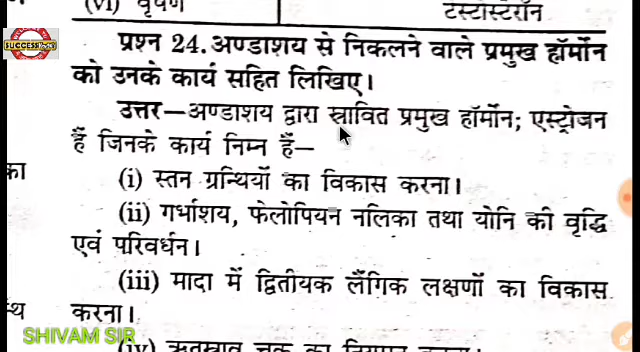 (vi) वृषण
टेस्टोस्टेरॉन
SUCCESS
प्रश्न 24. अण्डाशय से निकलने वाले प्रमुख हॉर्मोन
को उनके कार्य सहित लिखिए।
उत्तर—अण्डाशय द्वारा स्रावित प्रमुख हॉर्मोन; एस्ट्रोजन
हैं जिनके कार्य निम्न हैं—
का
(i) स्तन ग्रन्थियों का विकास करना।
(ii) गर्भाशय, फेलोपियन नलिका तथा योनि की वृद्धि
एवं परिवर्धन।
(iii) मादा में द्वितीयक लैंगिक लक्षणों का विकास
स्थ
करना।
SHIVAM SIR
(iv)